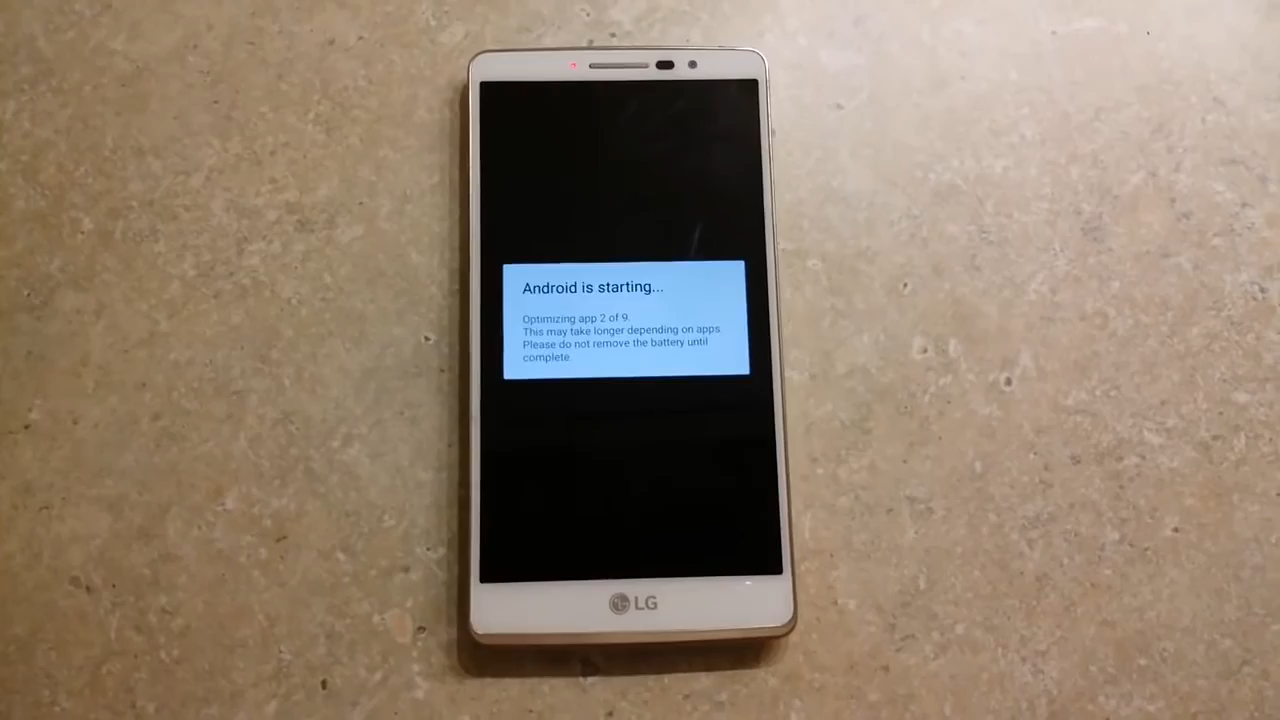 Android is starting...
Optimizing app 2 of 9.
This may take longer depending on apps.
Please do not remove the battery until
complete.
LG